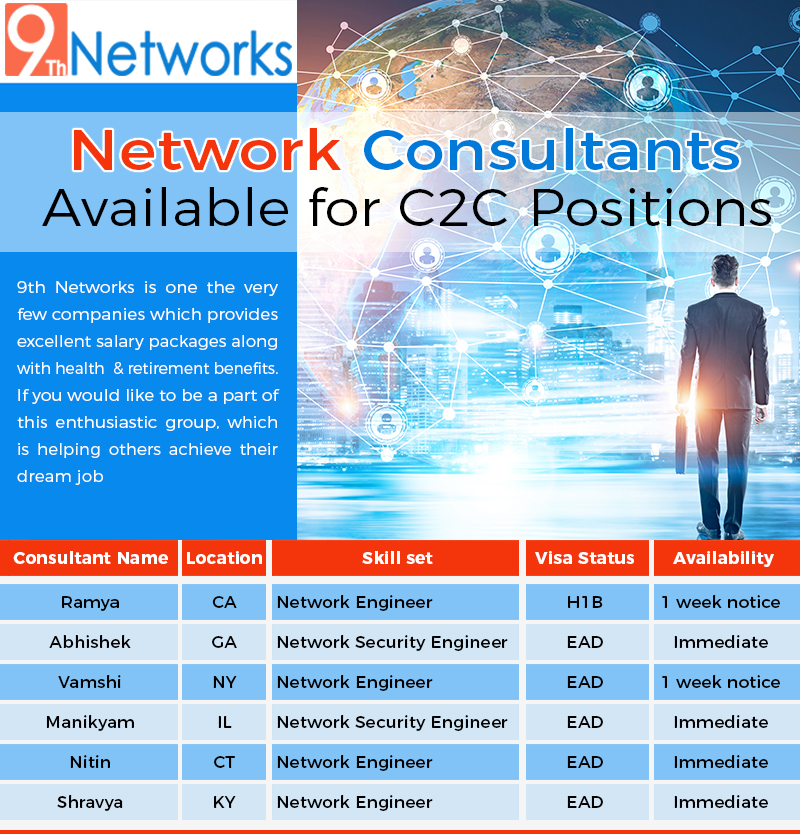 9Th Networks
Network Consultants
Available for C2C Positions
9th Networks is one the very
few companies which provides
excellent salary packages along
with health & retirement benefits.
If you would like to be a part of
this enthusiastic group, which
is helping others achieve their
dream job
Consultant Name Location Skill set Visa Status Availability
Ramya CA Network Engineer H1B 1 week notice
Abhishek GA Network Security Engineer EAD Immediate
Vamshi NY Network Engineer EAD 1 week notice
Manikyam IL Network Security Engineer EAD Immediate
Nitin CT Network Engineer EAD Immediate
Shravya KY Network Engineer EAD Immediate